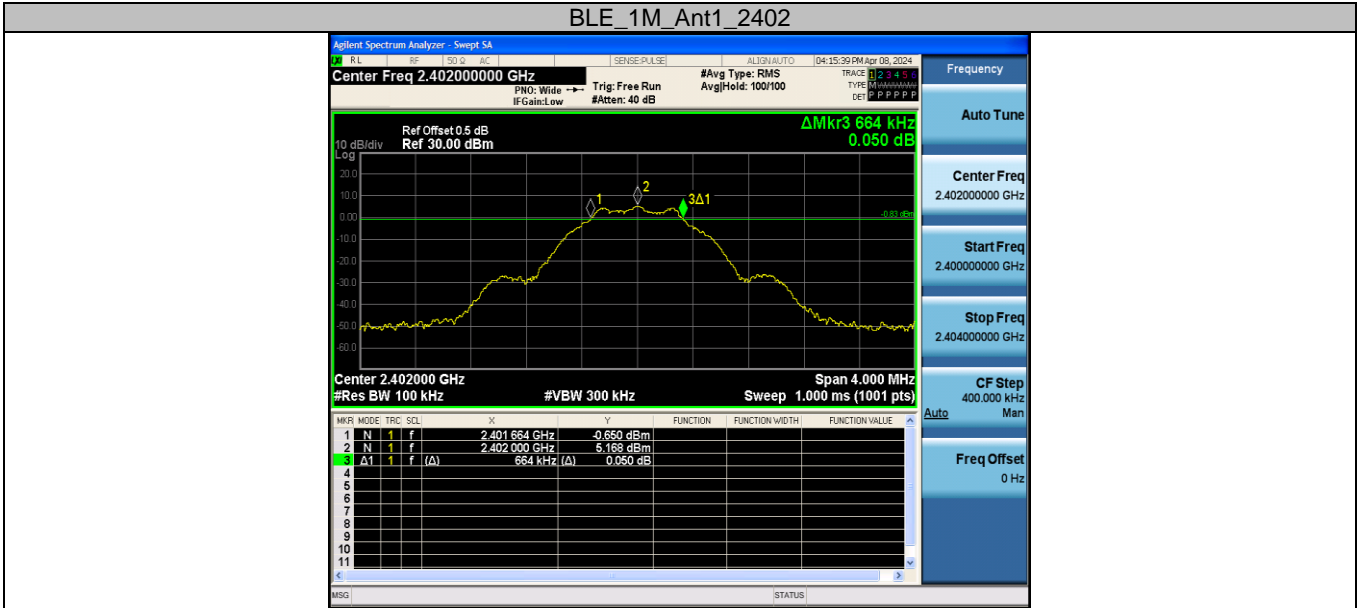 BLE_1M_Ant1_2402
Agilent Spectrum Analyzer - Swept SA
RL RF 50 Ω AC SENSE:PULSE ALIGNAUTO 04:15:39 PM Apr 08, 2024
Center Freq 2.402000000 GHz
#Avg Type: RMS
TRACE 1 2 3 4 5 6
PNO: Wide
Trig: Free Run
Avg|Hold: 100/100
TYPE M
IFGain:Low
#Atten: 40 dB
DET P P P P P P
ΔMkr3 664 kHz
0.050 dB
Ref Offset 0.5 dB
10 dB/div Ref 30.00 dBm
Log
20.0
10.0
0.00
-10.0
-20.0
-30.0
-40.0
-50.0
-60.0
1
2
3Δ1
-0.83 dBm
Center 2.402000 GHz Span 4.000 MHz
#Res BW 100 kHz #VBW 300 kHz Sweep 1.000 ms (1001 pts)
MKR MODE TRC SCL X Y FUNCTION FUNCTION WIDTH FUNCTION VALUE
1 N 1 f 2.401 664 GHz -0.650 dBm
2 N 1 f 2.402 000 GHz 5.168 dBm
3 Δ1 1 f (Δ) 664 kHz (Δ) 0.050 dB
4
5
6
7
8
9
10
11
MSG STATUS
Frequency
Auto Tune
Center Freq
2.402000000 GHz
Start Freq
2.400000000 GHz
Stop Freq
2.404000000 GHz
CF Step
400.000 kHz
Auto Man
Freq Offset
0 Hz